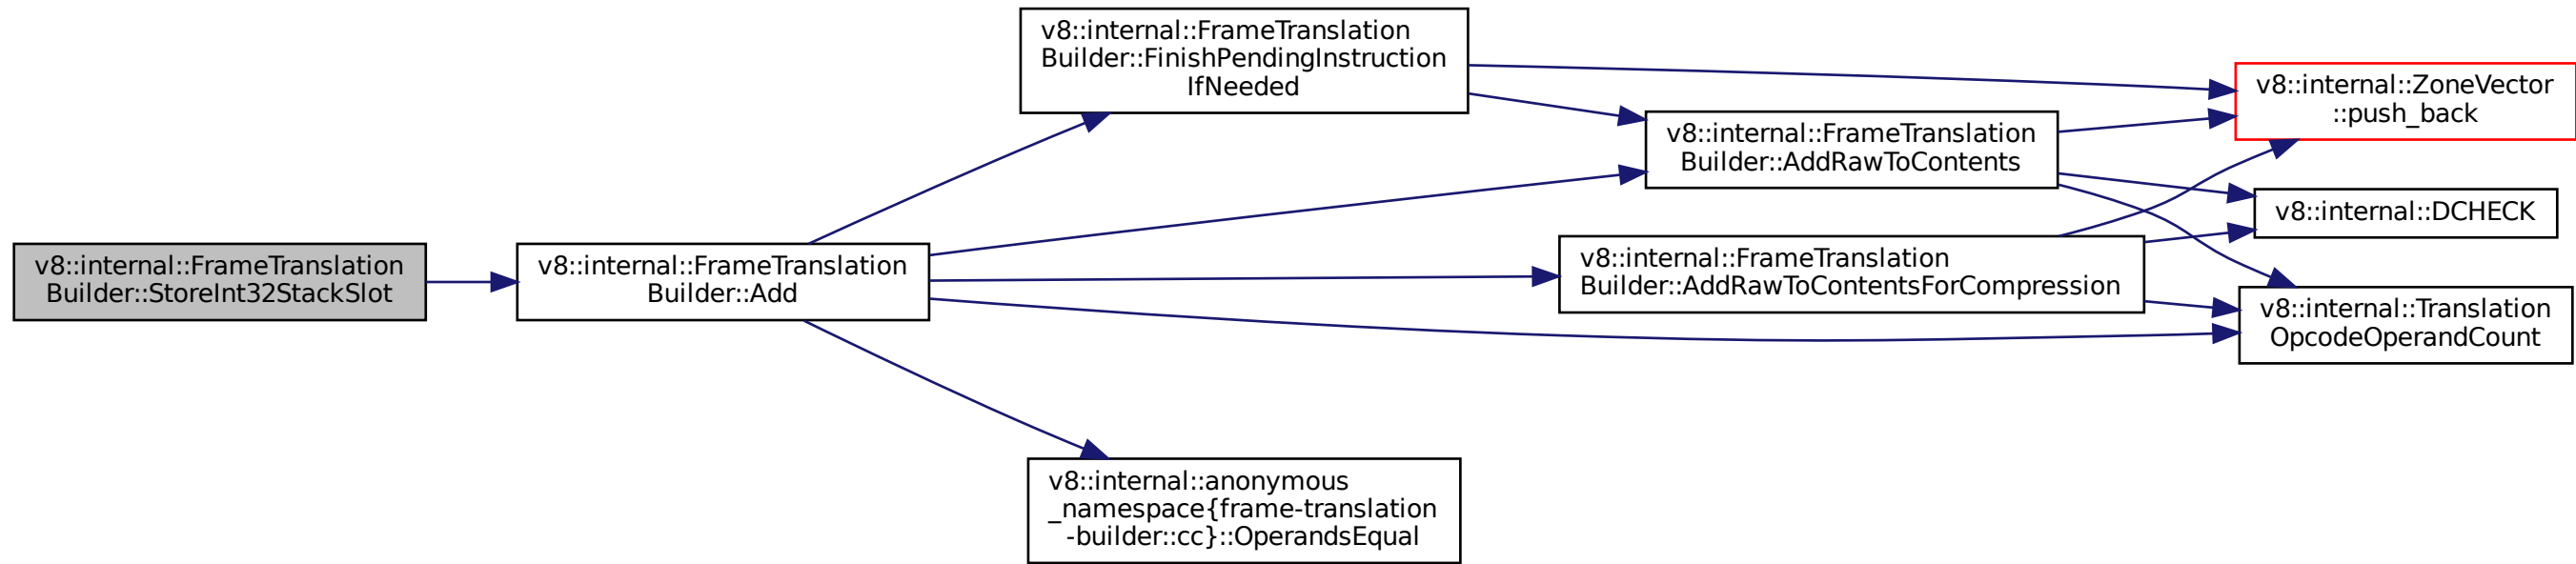 v8::internal::FrameTranslation
Builder::StoreInt32StackSlot
v8::internal::FrameTranslation
Builder::Add
v8::internal::FrameTranslation
Builder::FinishPendingInstruction
IfNeeded
v8::internal::FrameTranslation
Builder::AddRawToContents
v8::internal::FrameTranslation
Builder::AddRawToContentsForCompression
v8::internal::anonymous
_namespace{frame-translation
-builder::cc}::OperandsEqual
v8::internal::ZoneVector
::push_back
v8::internal::DCHECK
v8::internal::Translation
OpcodeOperandCount